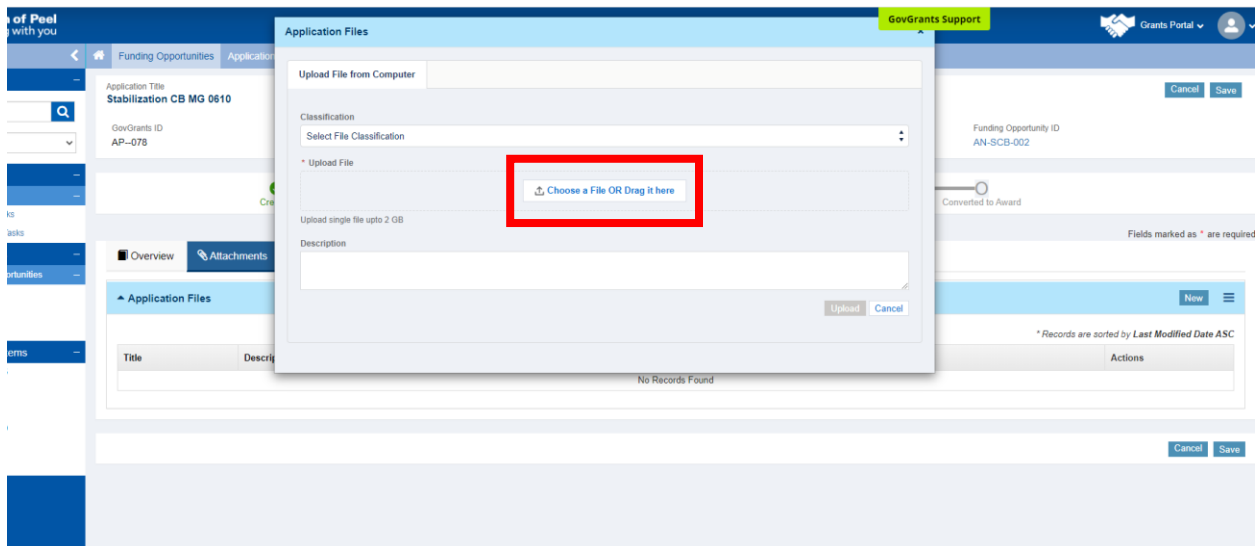 n of Peel
g with you
GovGrants Support
Grants Portal
Funding Opportunities Application
Application Files
x
Upload File from Computer
Application Title
Stabilization CB MG 0610
Cancel Save
GovGrants ID
AP--078
Funding Opportunity ID
AN-SCB-002
Classification
Select File Classification
* Upload File
Choose a File OR Drag it here
Upload single file upto 2 GB
Description
Upload Cancel
Cre
Converted to Award
Fields marked as * are required
ks
Tasks
ortunities
ems
Overview Attachments
Application Files
New
* Records are sorted by Last Modified Date ASC
Title Descrip Actions
No Records Found
Cancel Save